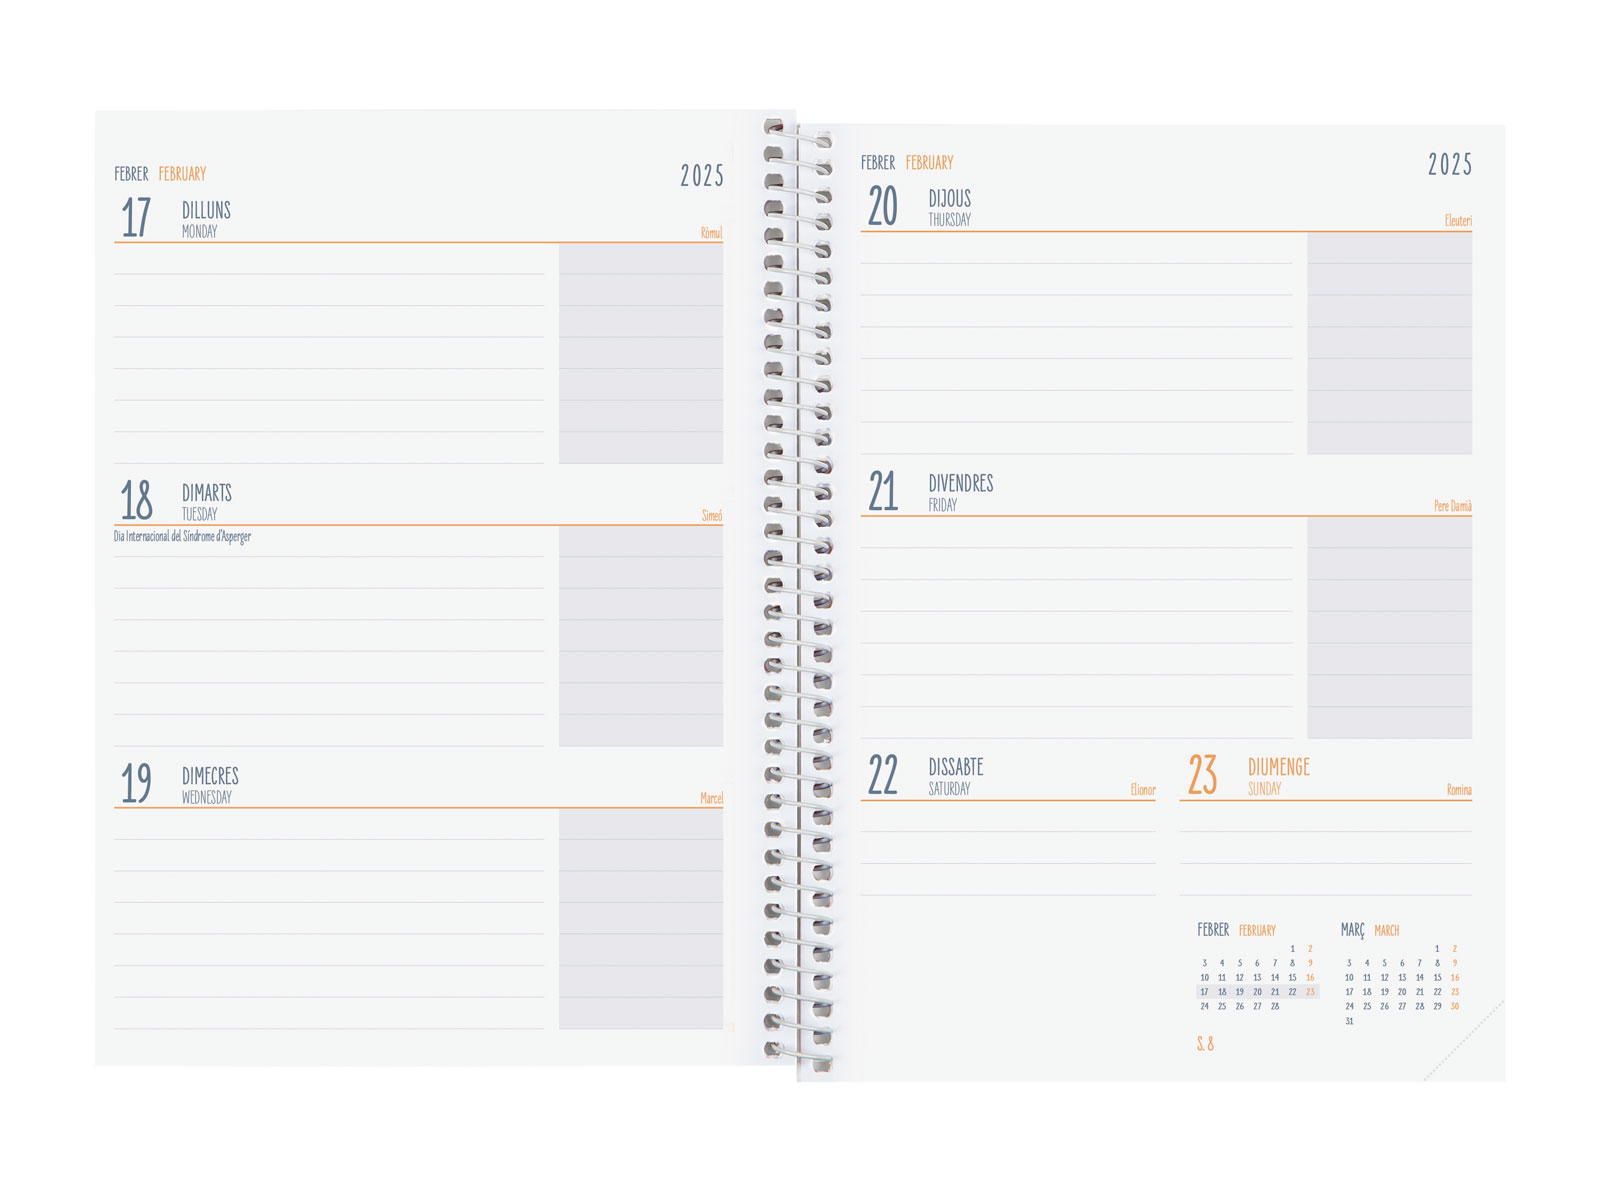 FEBRER FEBRUARY 2025
17 DILLUNS
MONDAY Ròmul
18 DIMARTS
TUESDAY Simeó
Dia Internacional del Síndrome d'Asperger
19 DIMECRES
WEDNESDAY Marcel
FEBRER FEBRUARY 2025
20 DIJOUS
THURSDAY Eleuteri
21 DIVENDRES
FRIDAY Pere Damià
22 DISSABTE
SATURDAY Elionor
23 DIUMENGE
SUNDAY Romina
FEBRER FEBRUARY
1 2
3 4 5 6 7 8 9
10 11 12 13 14 15 16
17 18 19 20 21 22 23
24 25 26 27 28
MARÇ MARCH
1 2
3 4 5 6 7 8 9
10 11 12 13 14 15 16
17 18 19 20 21 22 23
24 25 26 27 28 29 30
31
S. 8